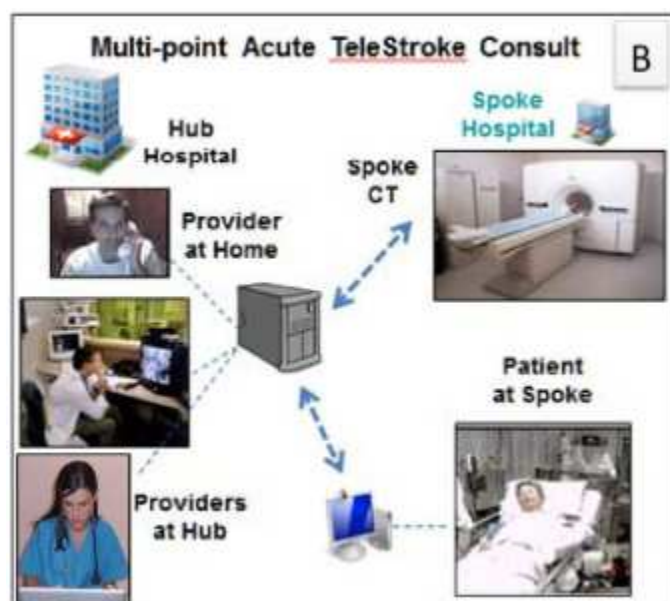 Multi-point Acute TeleStroke Consult
B
Hub
Hospital
Spoke
Hospital
Spoke
CT
Provider
at Home
Patient
at Spoke
Providers
at Hub